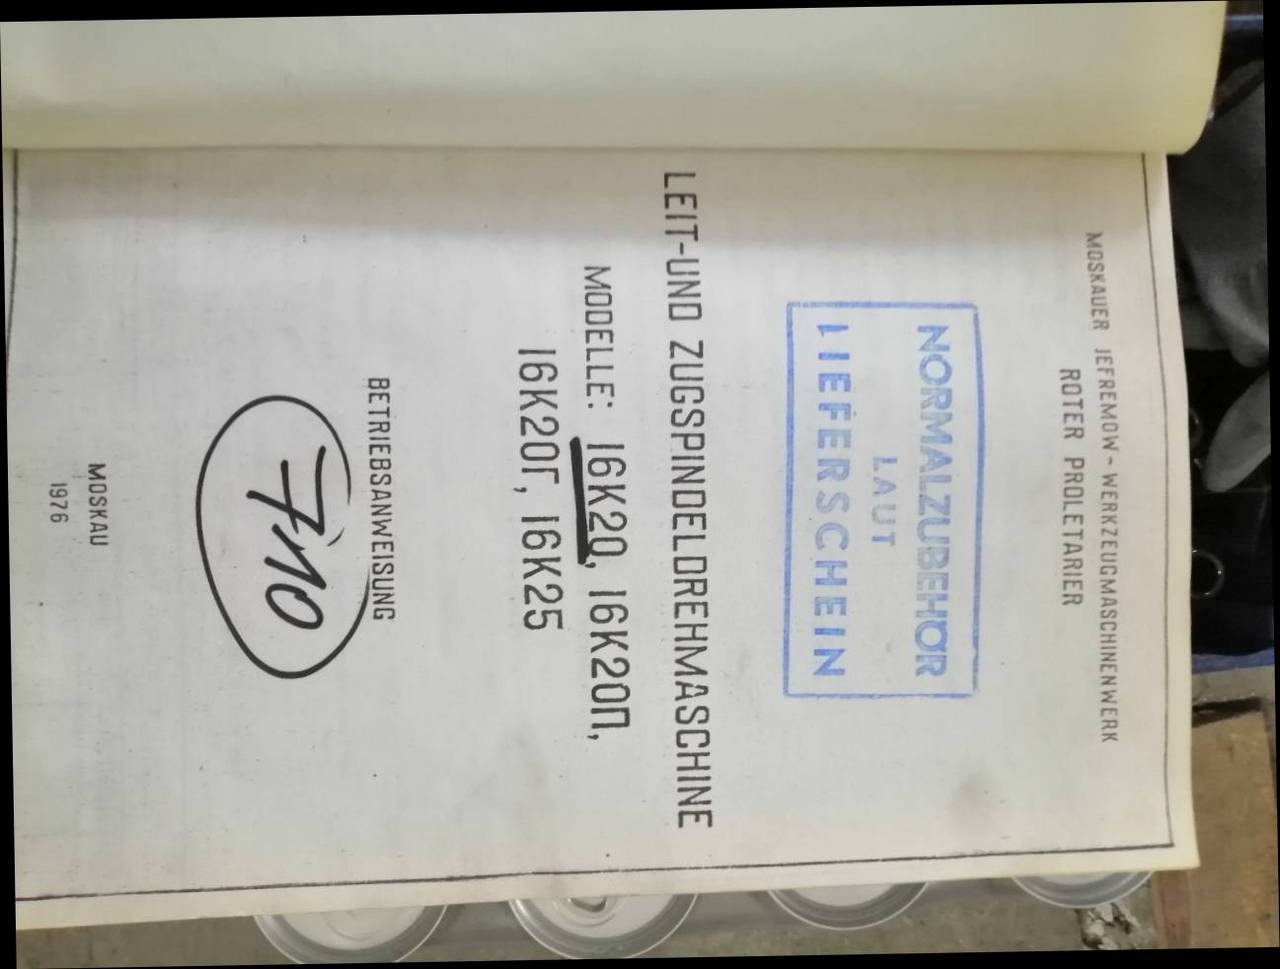 MOSKAUER JEFREMOW-WERKZEUGMASCHINENWERK
ROTER PROLETARIER
NORMALZUBEHÖR
LAUT
LIEFERSCHEIN
LEIT-UND ZUGSPINDELDREHMASCHINE
MODELLE: 16K20, 16K20П,
16K20Г, 16K25
BETRIEBSANWEISUNG
MOSKAU
1976